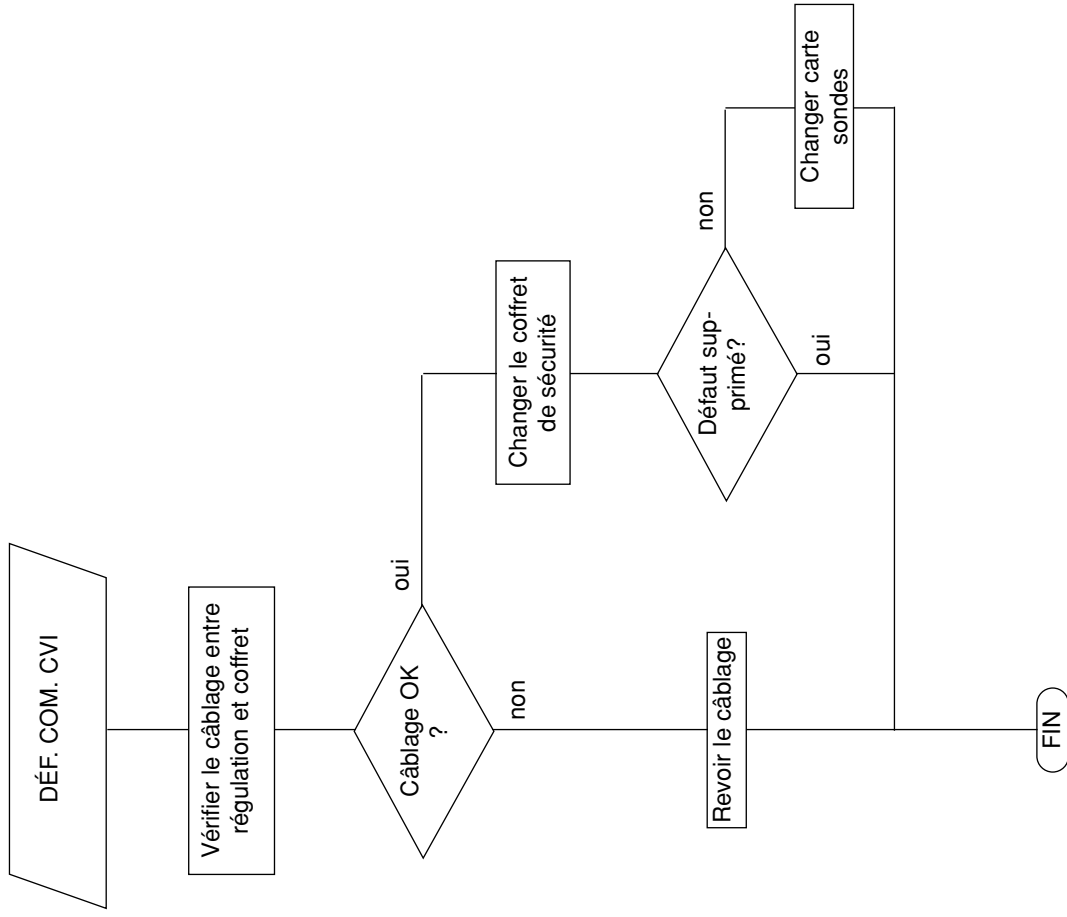 DÉF. COM. CVI
Vérifier le câblage entre
régulation et coffret
Câblage OK
?
oui
non
Changer le coffret
de sécurité
Défaut sup-
primé?
non
oui
Changer carte
sondes
Revoir le câblage
FIN